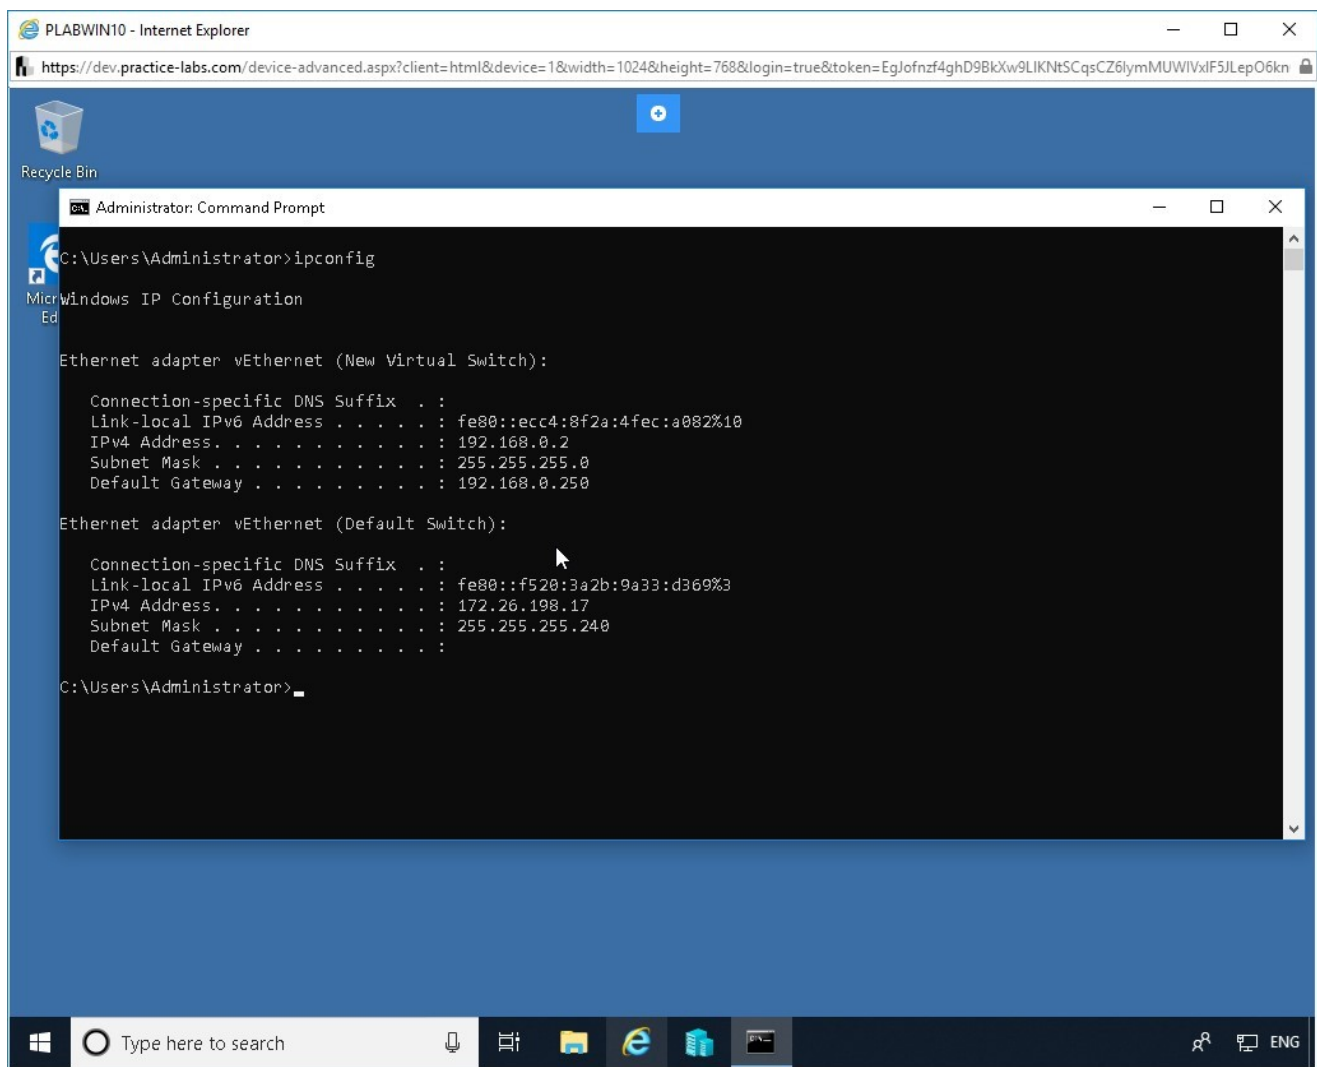 PLABWIN10 - Internet Explorer
https://dev.practice-labs.com/device-advanced.aspx?client=html&device=1&width=1024&height=768&login=true&token=
Recycle Bin
Administrator: Command Prompt
C:\Users\Administrator>ipconfig
Micr
Ed
Windows IP Configuration
Ethernet adapter vEthernet (New Virtual Switch):
Connection-specific DNS Suffix . :
Link-local IPv6 Address . . . . . : fe80::ecc4:8f2a:4fec:a082%10
IPv4 Address. . . . . . . . . . . : 192.168.0.2
Subnet Mask . . . . . . . . . . . : 255.255.255.0
Default Gateway . . . . . . . . . : 192.168.0.250
Ethernet adapter vEthernet (Default Switch):
Connection-specific DNS Suffix . :
Link-local IPv6 Address . . . . . : fe80::f520:3a2b:9a33:d369%3
IPv4 Address. . . . . . . . . . . : 172.26.198.17
Subnet Mask . . . . . . . . . . . : 255.255.255.240
Default Gateway . . . . . . . . . :
C:\Users\Administrator>
Type here to search
ENG